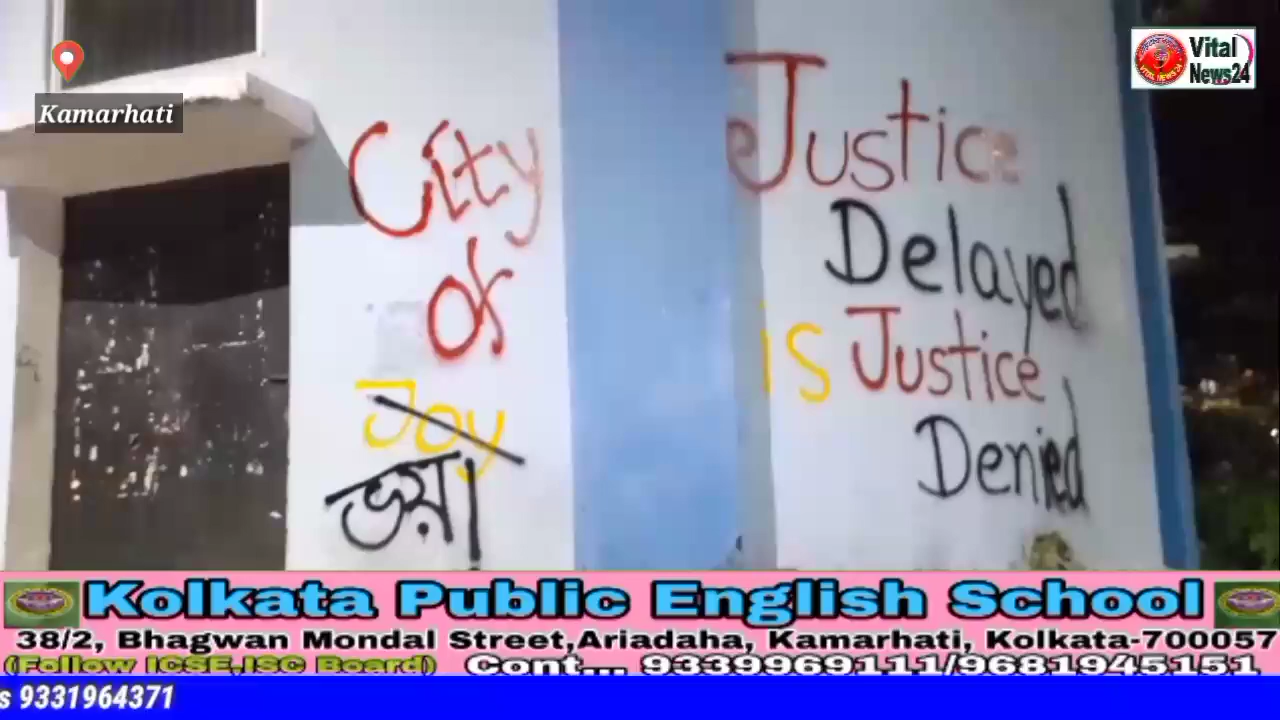 Kamarhati
Vital
News24
City
of
Joy
ভয়!
Justice
Delayed
is Justice
Denied
Kolkata Public English School
38/2, Bhagwan Mondal Street,Ariadaha, Kamarhati, Kolkata-700057
(Follow ICSE,ISC Board) Cont... 9339969111/9681945151
s 9331964371